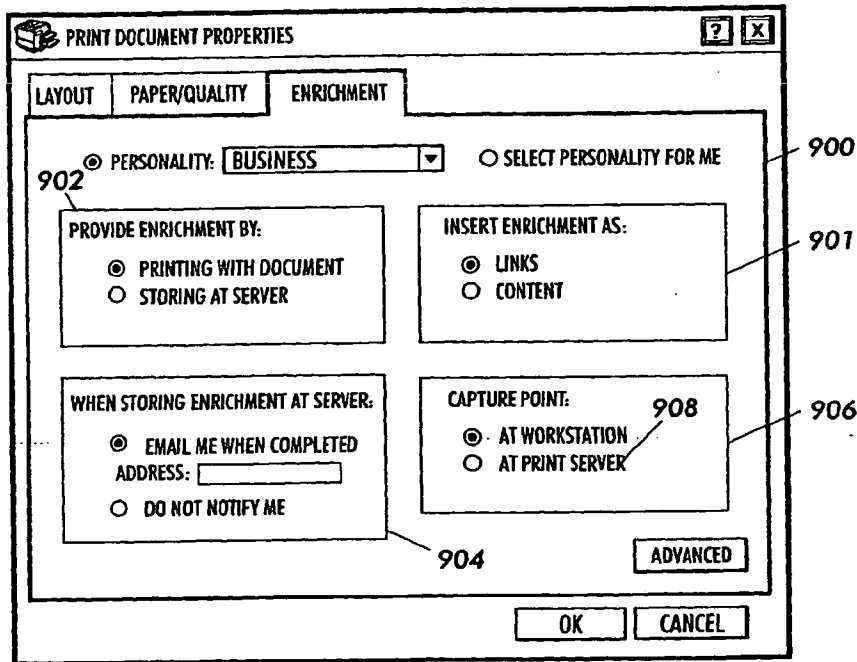 PRINT DOCUMENT PROPERTIES ? X
LAYOUT PAPER/QUALITY ENRICHMENT
PERSONALITY: BUSINESS SELECT PERSONALITY FOR ME
900
902
PROVIDE ENRICHMENT BY:
PRINTING WITH DOCUMENT
STORING AT SERVER
INSERT ENRICHMENT AS:
LINKS
CONTENT
901
WHEN STORING ENRICHMENT AT SERVER:
EMAIL ME WHEN COMPLETED
ADDRESS:
DO NOT NOTIFY ME
904
CAPTURE POINT:
908
AT WORKSTATION
AT PRINT SERVER
906
ADVANCED
OK CANCEL